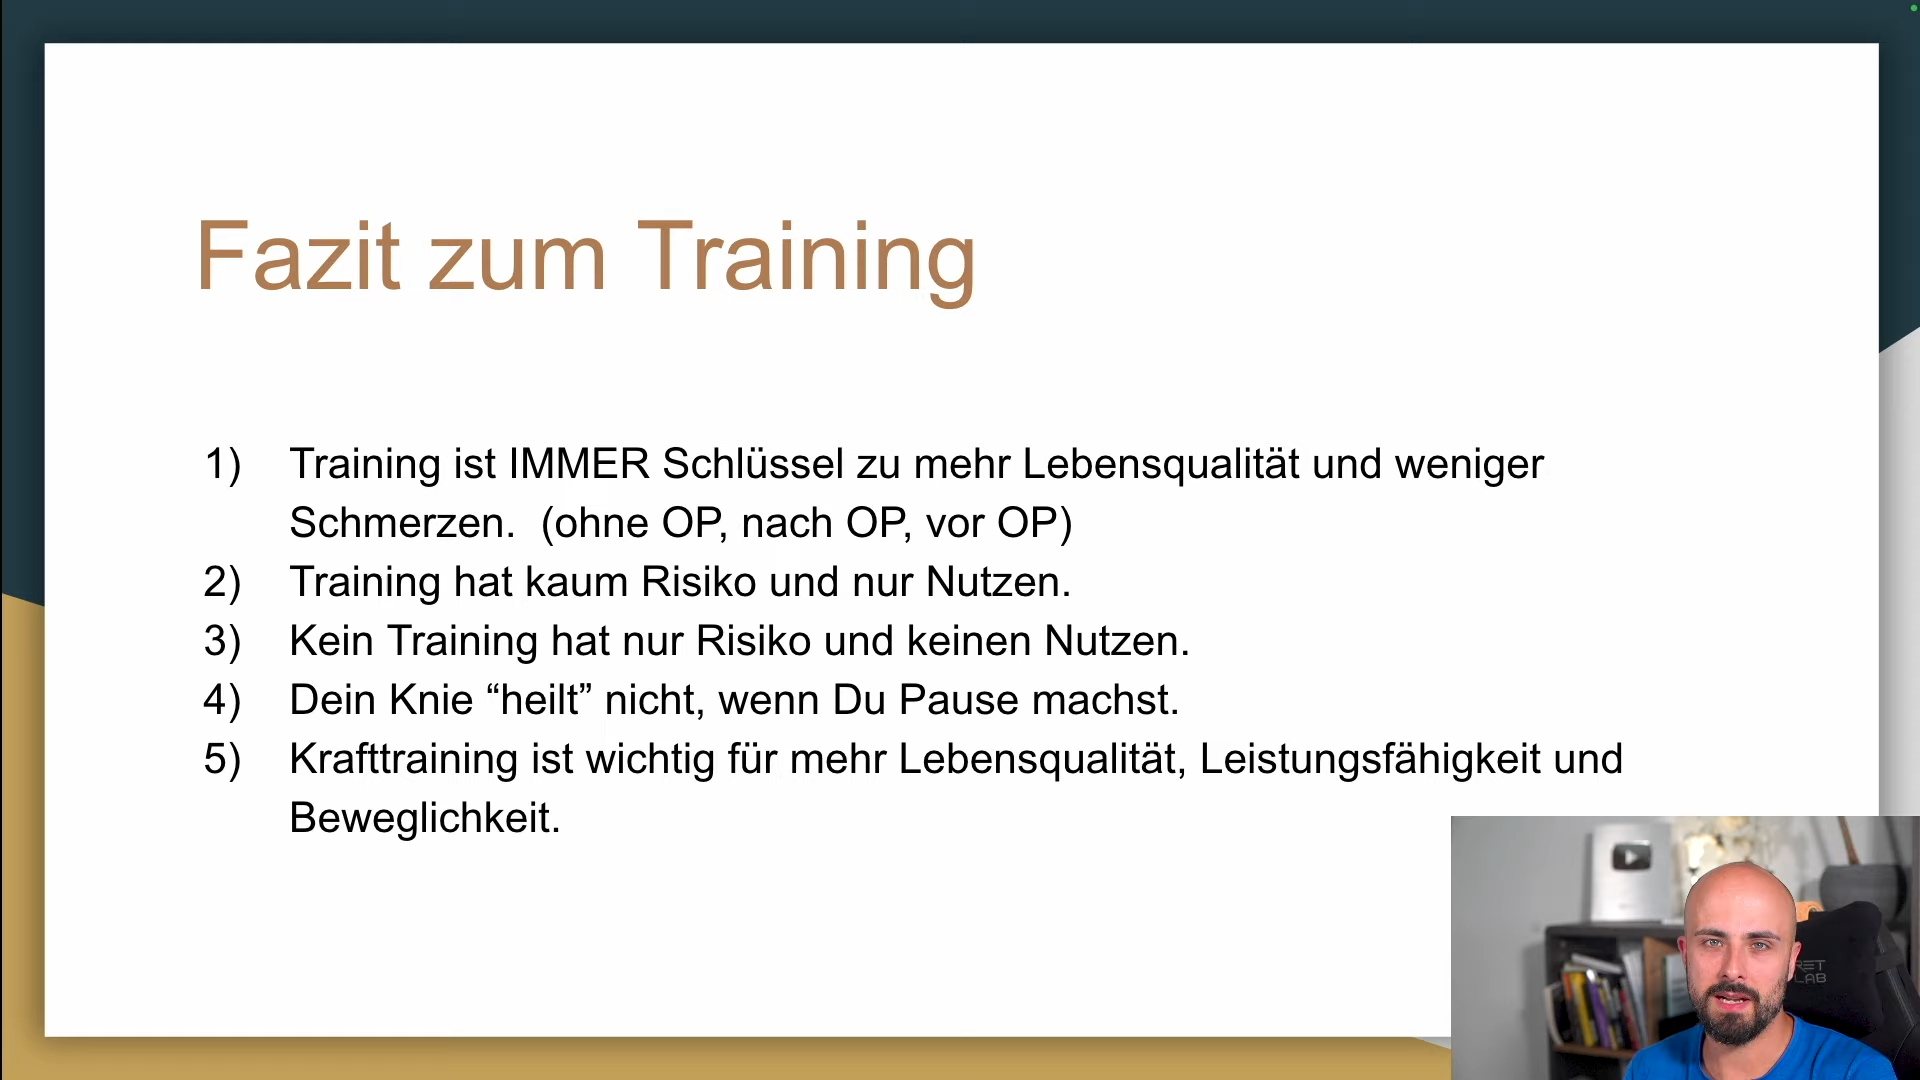 Fazit zum Training
1) Training ist IMMER Schlüssel zu mehr Lebensqualität und weniger
Schmerzen.  (ohne OP, nach OP, vor OP)
2) Training hat kaum Risiko und nur Nutzen.
3) Kein Training hat nur Risiko und keinen Nutzen.
4) Dein Knie “heilt” nicht, wenn Du Pause machst.
5) Krafttraining ist wichtig für mehr Lebensqualität, Leistungsfähigkeit und
Beweglichkeit.
RET
LAB